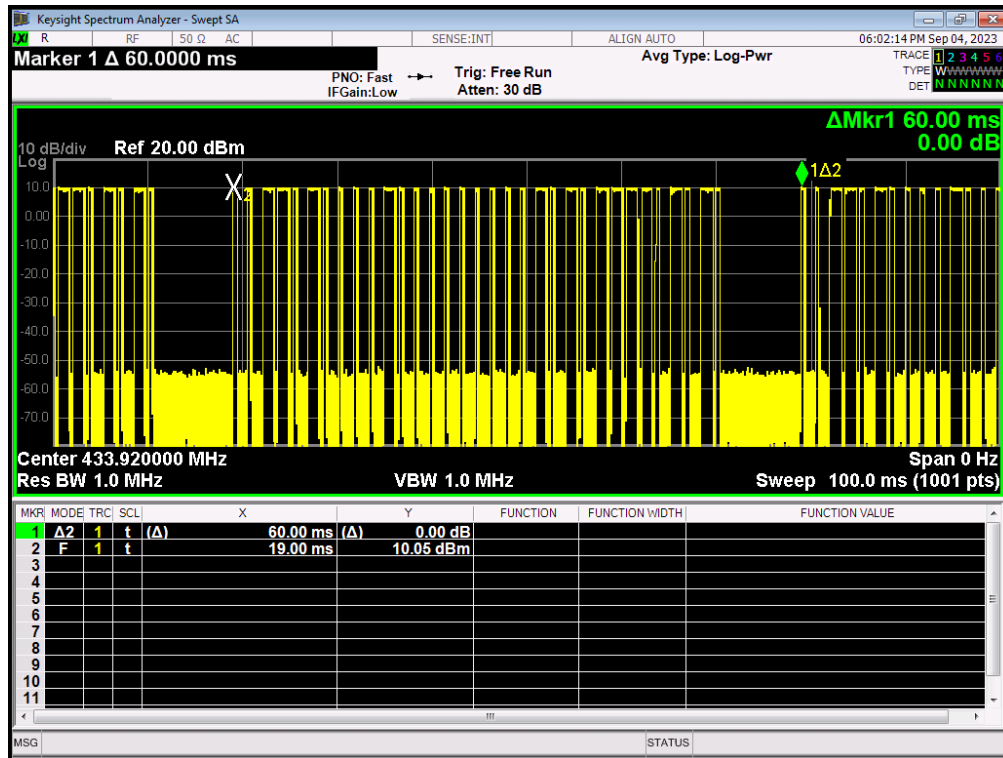 Keysight Spectrum Analyzer - Swept SA
LXI R RF 50 Ω AC SENSE:INT ALIGN AUTO 06:02:14 PM Sep 04, 2023
Marker 1 Δ 60.0000 ms
PNO: Fast
IFGain:Low
Trig: Free Run
Atten: 30 dB
Avg Type: Log-Pwr
TRACE 1 2 3 4 5 6
TYPE WWWWWW
DET N N N N N N
ΔMkr1 60.00 ms
0.00 dB
10 dB/div Ref 20.00 dBm
Log
1Δ2
10.0
X2
0.00
-10.0
-20.0
-30.0
-40.0
-50.0
-60.0
-70.0
Center 433.920000 MHz Span 0 Hz
Res BW 1.0 MHz VBW 1.0 MHz Sweep 100.0 ms (1001 pts)
MKR MODE TRC SCL X Y FUNCTION FUNCTION WIDTH FUNCTION VALUE
1 Δ2 1 t (Δ) 60.00 ms (Δ) 0.00 dB
2 F 1 t 19.00 ms 10.05 dBm
3
4
5
6
7
8
9
10
11
MSG STATUS